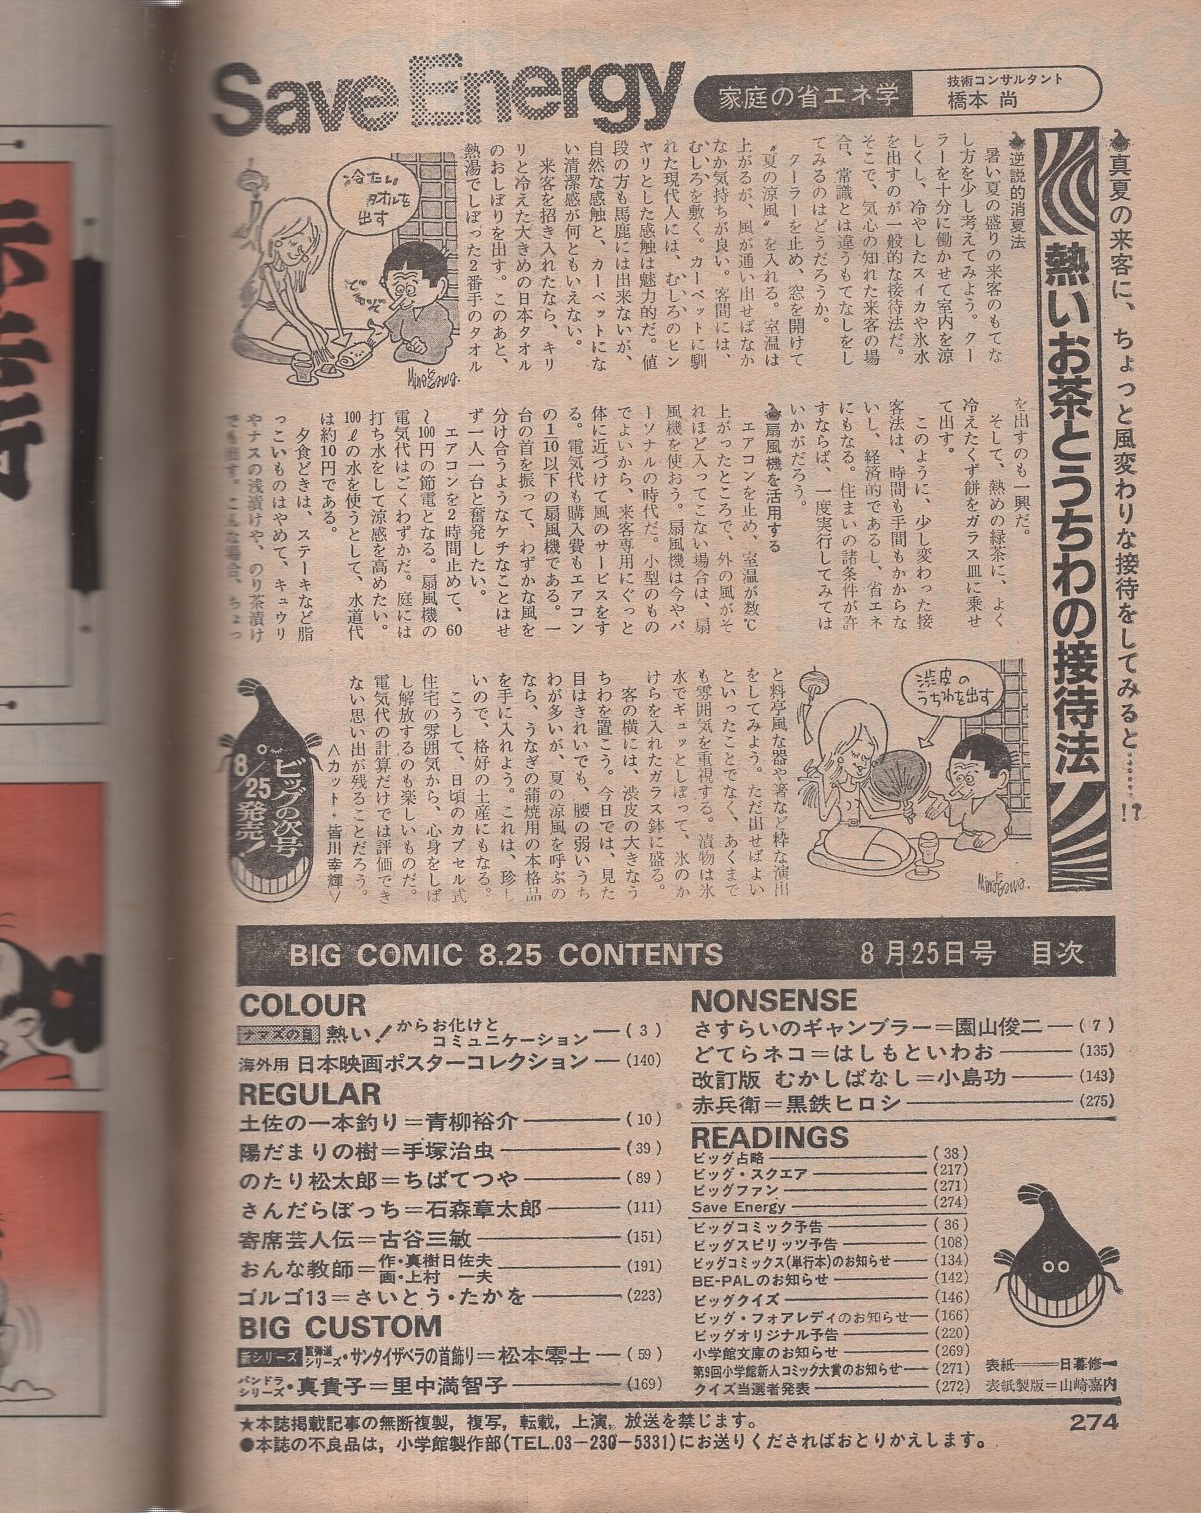 Save Energy
家庭の省エネ学
技術コンサルタント
橋本 尚
真夏の来客に、ちょっと風変わりな接待をしてみると……!?
熱いお茶とうちわの接待法
逆説的消夏法
暑い夏の盛りの来客のもてな
し方を少し考えてみよう。クー
ラーを十分に働かせて室内を涼
しくし、冷やしたスイカや氷水
を出すのが一般的な接待法だ。
そこで、気心の知れた来客の場
合、常識とは違うもてなしをし
てみるのはどうだろうか。
クーラーを止め、窓を開けて
〝夏の涼風〟を入れる。室温は
上がるが、風が通い出せばなか
なか気持ちが良い。客間には、
むしろを敷く。カーペットに馴
れた現代人には、むしろのヒン
ヤリとした感触は魅力的だ。値
段の方も馬鹿には出来ないが、
自然な感触と、カーペットにな
い清潔感が何ともいえない。
来客を招き入れたなら、キリ
リと冷えた大きめの日本タオル
のおしぼりを出す。このあと、
熱湯でしぼった2番手のタオル
冷たい
タオルを
出す
を出すのも一興だ。
そして、熱めの緑茶に、よく
冷えたくず餅をガラス皿に乗せ
て出す。
このように、少し変わった接
客法は、時間も手間もかからな
いし、経済的であるし、省エネ
にもなる。住まいの諸条件が許
すならば、一度実行してみては
いかがだろう。
扇風機を活用する
エアコンを止め、室温が数℃
上がったところで、外の風がそ
れほど入ってこない場合は、扇
風機を使おう。扇風機は今やパ
ーソナルの時代だ。小型のもの
でよいから、来客専用にぐっと
体に近づけて風のサービスをす
る。電気代も購入費もエアコン
の1/10以下の扇風機である。一
台の首を振って、わずかな風を
分け合うようなケチなことはせ
ず一人一台と奮発したい。
エアコンを2時間止めて、60
~100円の節電となる。扇風機の
電気代はごくわずかだ。庭には
打ち水をして涼感を高めたい。
100ℓの水を使うとして、水道代
は約10円である。
夕食どきは、ステーキなど脂
っこいものはやめて、キュウリ
やナスの浅漬けや、のり茶漬け
でも出す。こんな場合、ちょっ
渋皮の
うちわを出す
と料亭風な器や箸など粋な演出
をしてみよう。ただ出せばよい
といったことでなく、あくまで
も雰囲気を重視する。漬物は氷
水でギュッとしぼって、氷のか
けらを入れたガラス鉢に盛る。
客の横には、渋皮の大きなう
ちわを置こう。今日では、見た
目はきれいでも、腰の弱いうち
わが多いが、夏の涼風を呼ぶの
なら、うなぎの蒲焼用の本格品
を手に入れよう。これは、珍し
いので、格好の土産にもなる。
こうして、日頃のカプセル式
住宅の雰囲気から、心身をしば
し解放するのも楽しいものだ。
電気代の計算だけでは評価でき
ない思い出が残ることだろう。
〈カット・皆川幸輝〉
ビッグの次号
8/25発売!
BIG COMIC 8.25 CONTENTS 8月25日号 目次
COLOUR
ナマズの目 熱い!からお化けとコミュニケーション—(3)
海外用 日本映画ポスターコレクション—(140)
REGULAR
土佐の一本釣り=青柳裕介—(10)
陽だまりの樹=手塚治虫—(39)
のたり松太郎=ちばてつや—(89)
さんだらぼっち=石森章太郎—(111)
寄席芸人伝=古谷三敏—(151)
おんな教師=作・真樹日佐夫 画・上村一夫—(191)
ゴルゴ13=さいとう・たかを—(223)
BIG CUSTOM
新シリーズ シリーズ・サンタイザベラの首飾り=松本零士—(59)
パンドラシリーズ・真貴子=里中満智子—(169)
NONSENSE
さすらいのギャンブラー=園山俊二—(7)
どてらネコ=はしもといわお—(135)
改訂版 むかしばなし=小島功—(143)
赤兵衛=黒鉄ヒロシ—(275)
READINGS
ビッグ占略—(38)
ビッグ・スクエア—(217)
ビッグファン—(271)
Save Energy—(274)
ビッグコミック予告—(36)
ビッグスピリッツ予告—(108)
ビッグコミックス(単行本)のお知らせ—(134)
BE-PALのお知らせ—(142)
ビッグクイズ—(146)
ビッグ・フォアレディのお知らせ—(166)
ビッグオリジナル予告—(220)
小学館文庫のお知らせ—(269)
第9回小学館新人コミック大賞のお知らせ—(271)
クイズ当選者発表—(272)
表紙——日暮修一
表紙製版=山崎嘉内
★本誌掲載記事の無断複製,複写,転載,上演,放送を禁じます。
●本誌の不良品は,小学館製作部(TEL.03-230-5331)にお送りくださればおとりかえします。
274